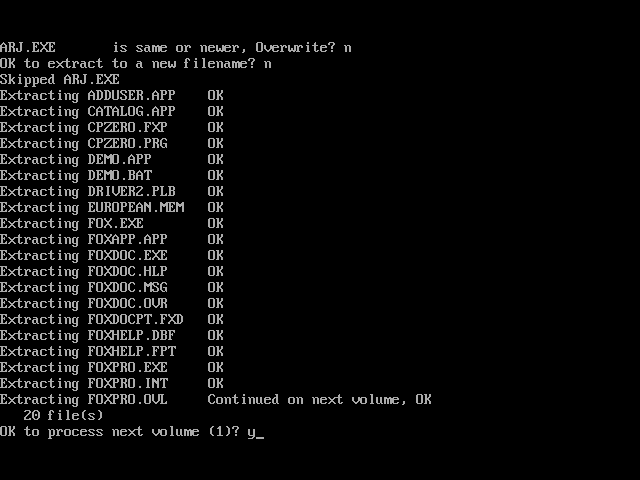 ARJ.EXE       is same or newer, Overwrite? n
OK to extract to a new filename? n
Skipped ARJ.EXE
Extracting ADDUSER.APP    OK
Extracting CATALOG.APP    OK
Extracting CPZERO.FXP     OK
Extracting CPZERO.PRG     OK
Extracting DEMO.APP       OK
Extracting DEMO.BAT       OK
Extracting DRIVER2.PLB    OK
Extracting EUROPEAN.MEM   OK
Extracting FOX.EXE        OK
Extracting FOXAPP.APP     OK
Extracting FOXDOC.EXE     OK
Extracting FOXDOC.HLP     OK
Extracting FOXDOC.MSG     OK
Extracting FOXDOC.OVR     OK
Extracting FOXDOCPT.FXD   OK
Extracting FOXHELP.DBF    OK
Extracting FOXHELP.FPT    OK
Extracting FOXPRO.EXE     OK
Extracting FOXPRO.INT     OK
Extracting FOXPRO.OVL     Continued on next volume, OK
   20 file(s)
OK to process next volume (1)? y_